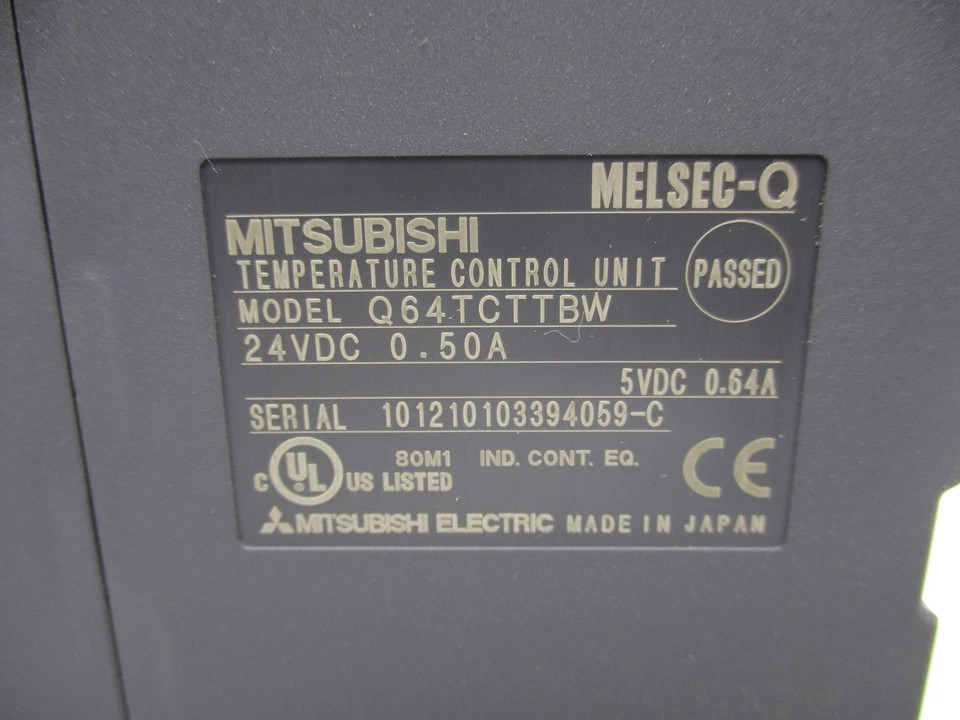 MELSEC-Q
MITSUBISHI
TEMPERATURE CONTROL UNIT
PASSED
MODEL Q64TCTTBW
24VDC 0.50A
5VDC 0.64A
SERIAL 101210103394059-C
80M1 IND. CONT. EQ.
C UL US LISTED
CE
MITSUBISHI ELECTRIC MADE IN JAPAN